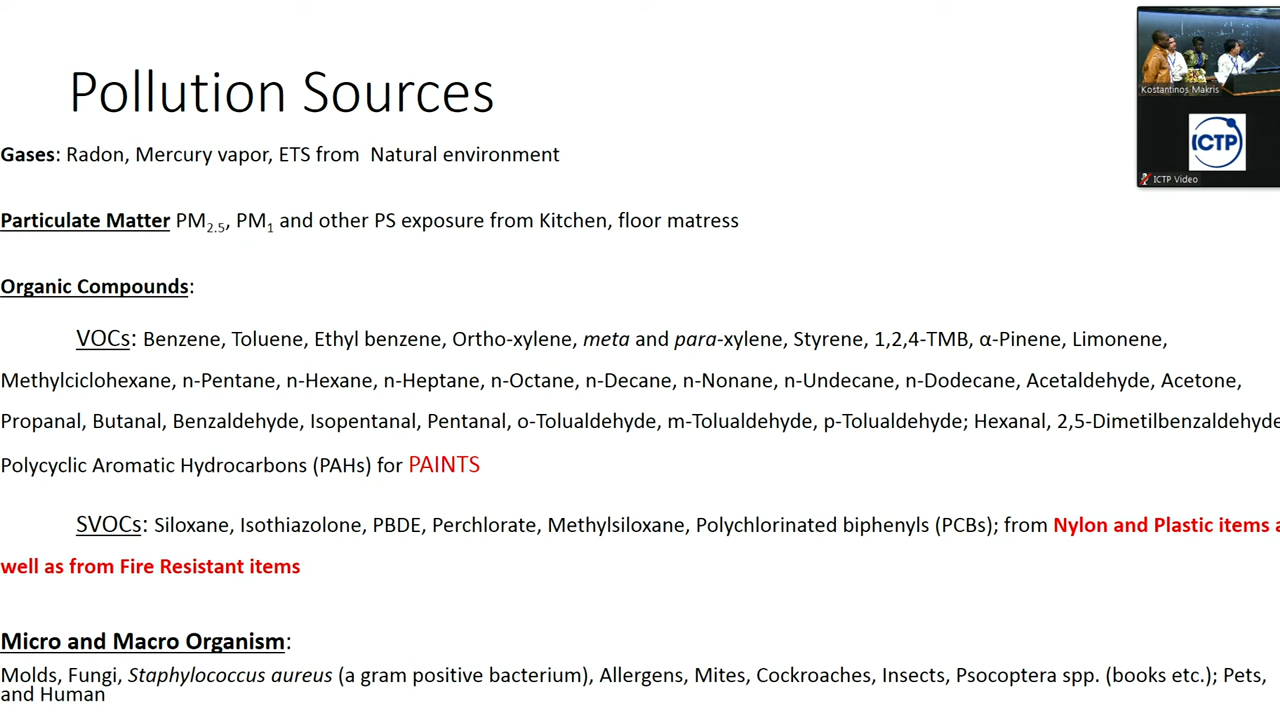 Pollution Sources
Kostantinos Makris
ICTP
ICTP Video
Gases: Radon, Mercury vapor, ETS from Natural environment
Particulate Matter PM2.5, PM1 and other PS exposure from Kitchen, floor matress
Organic Compounds:
VOCs: Benzene, Toluene, Ethyl benzene, Ortho-xylene, meta and para-xylene, Styrene, 1,2,4-TMB, α-Pinene, Limonene,
Methylciclohexane, n-Pentane, n-Hexane, n-Heptane, n-Octane, n-Decane, n-Nonane, n-Undecane, n-Dodecane, Acetaldehyde, Acetone,
Propanal, Butanal, Benzaldehyde, Isopentanal, Pentanal, o-Tolualdehyde, m-Tolualdehyde, p-Tolualdehyde; Hexanal, 2,5-Dimetilbenzaldehyde
Polycyclic Aromatic Hydrocarbons (PAHs) for PAINTS
SVOCs: Siloxane, Isothiazolone, PBDE, Perchlorate, Methylsiloxane, Polychlorinated biphenyls (PCBs); from Nylon and Plastic items a
well as from Fire Resistant items
Micro and Macro Organism:
Molds, Fungi, Staphylococcus aureus (a gram positive bacterium), Allergens, Mites, Cockroaches, Insects, Psocoptera spp. (books etc.); Pets,
and Human